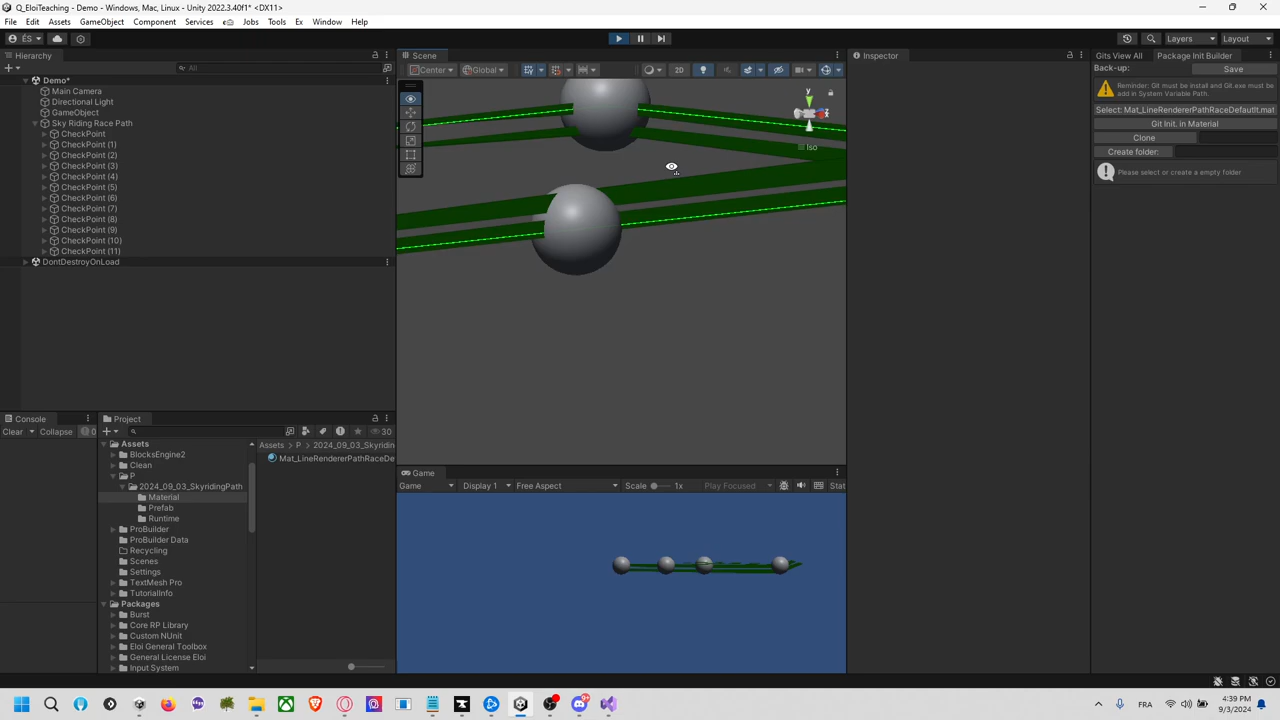 Q_EloiTeaching - Demo - Windows, Mac, Linux - Unity 2022.3.40f1* <DX11>
File Edit Assets GameObject Component Services Jobs Tools Ex Window Help
ÉS
Layers Layout
Hierarchy
All
Demo*
Main Camera
Directional Light
GameObject
Sky Riding Race Path
CheckPoint
CheckPoint (1)
CheckPoint (2)
CheckPoint (3)
CheckPoint (4)
CheckPoint (5)
CheckPoint (6)
CheckPoint (7)
CheckPoint (8)
CheckPoint (9)
CheckPoint (10)
CheckPoint (11)
DontDestroyOnLoad
Scene
Center Global 2D
y
Iso
Inspector
Gits View All Package Init Builder
Back-up: Save
Reminder: Git must be install and Git.exe must be
add in System Variable Path.
Select: Mat_LineRendererPathRaceDefautlt.mat
Git Init. in Material
Clone
Create folder:
Please select or create a empty folder
Console Project
Clear Collapse 0 30
Assets
BlocksEngine2
Clean
P
2024_09_03_SkyridingPath
Material
Prefab
Runtime
ProBuilder
ProBuilder Data
Recycling
Scenes
Settings
TextMesh Pro
TutorialInfo
Packages
Burst
Core RP Library
Custom NUnit
Eloi General Toolbox
General License Eloi
Input System
Assets P 2024_09_03_Skyridin
Mat_LineRendererPathRaceDe
Game
Game Display 1 Free Aspect Scale 1x Play Focused Stat
9+
FRA
4:39 PM
9/3/2024